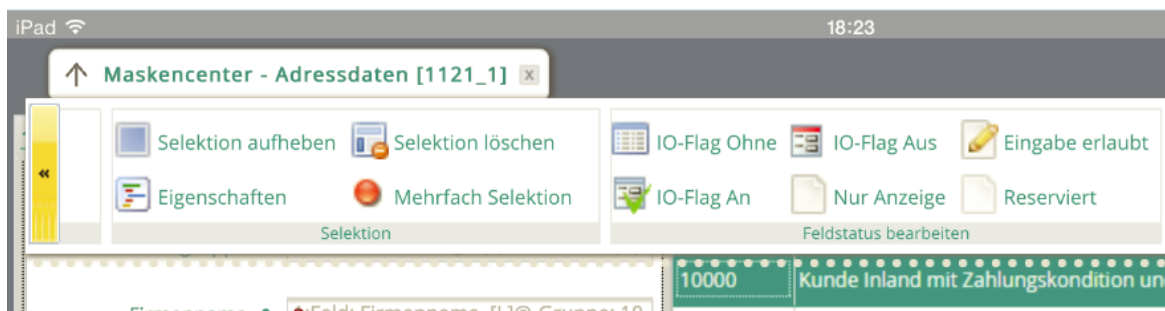 iPad 18:23
Maskencenter - Adressdaten [1121_1] x
«
Selektion aufheben Selektion löschen IO-Flag Ohne IO-Flag Aus Eingabe erlaubt
Eigenschaften Mehrfach Selektion IO-Flag An Nur Anzeige Reserviert
Selektion Feldstatus bearbeiten
10000 Kunde Inland mit Zahlungskondition un